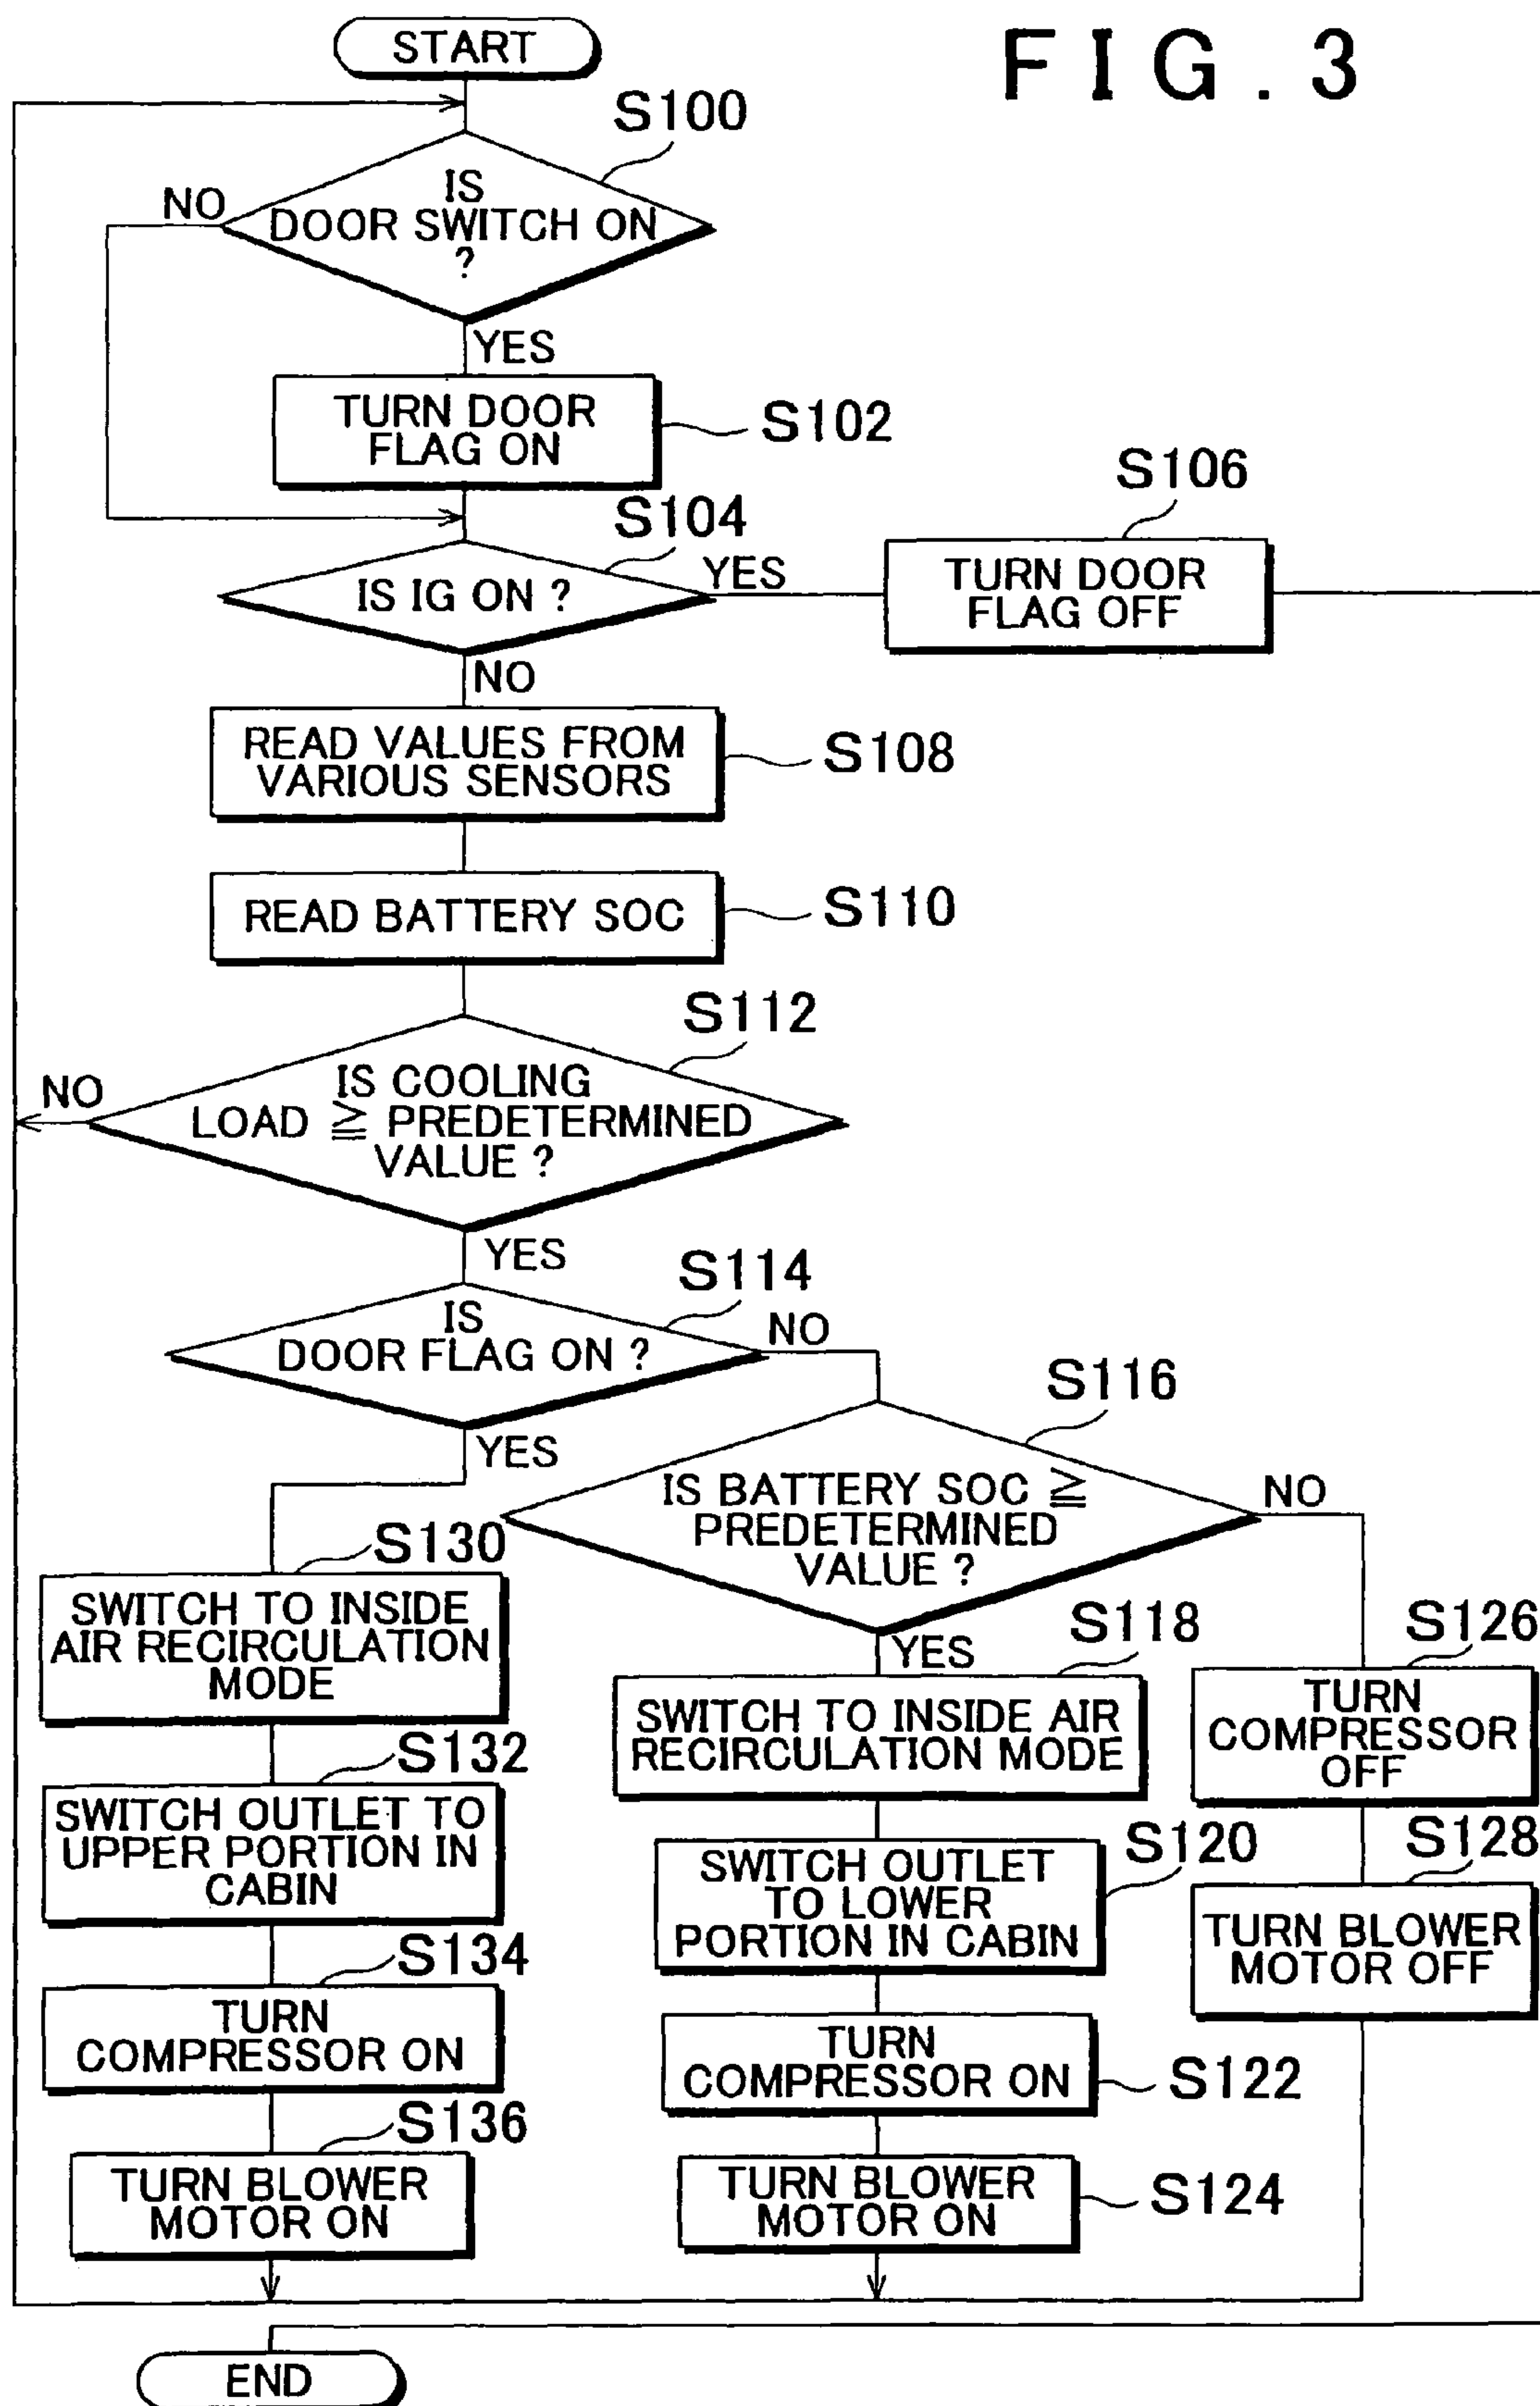 START
FIG. 3
S100
IS
DOOR SWITCH ON
?
NO
YES
TURN DOOR
FLAG ON
S102
S104
IS IG ON ?
YES
S106
TURN DOOR
FLAG OFF
NO
READ VALUES FROM
VARIOUS SENSORS
S108
READ BATTERY SOC
S110
S112
IS COOLING
LOAD ≧ PREDETERMINED
VALUE ?
NO
YES
S114
IS
DOOR FLAG ON ?
NO
YES
S116
IS BATTERY SOC ≧
PREDETERMINED
VALUE ?
NO
YES
S130
SWITCH TO INSIDE
AIR RECIRCULATION
MODE
S132
SWITCH OUTLET TO
UPPER PORTION IN
CABIN
S134
TURN
COMPRESSOR ON
S136
TURN BLOWER
MOTOR ON
S118
SWITCH TO INSIDE AIR
RECIRCULATION MODE
S120
SWITCH OUTLET
TO LOWER
PORTION IN CABIN
TURN
COMPRESSOR ON
S122
TURN BLOWER
MOTOR ON
S124
S126
TURN
COMPRESSOR
OFF
S128
TURN BLOWER
MOTOR OFF
END